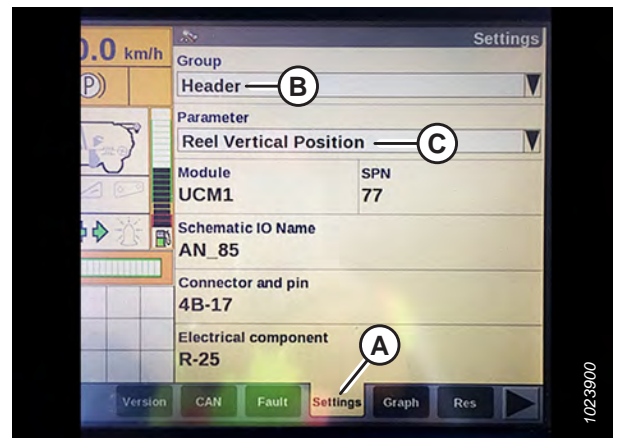 0.0 km/h
Settings
(P)
Group
Header
B
Parameter
Reel Vertical Position
C
Module
SPN
UCM1
77
Schematic IO Name
AN_85
Connector and pin
4B-17
Electrical component
R-25
A
Version
CAN
Fault
Settings
Graph
Res
1023900